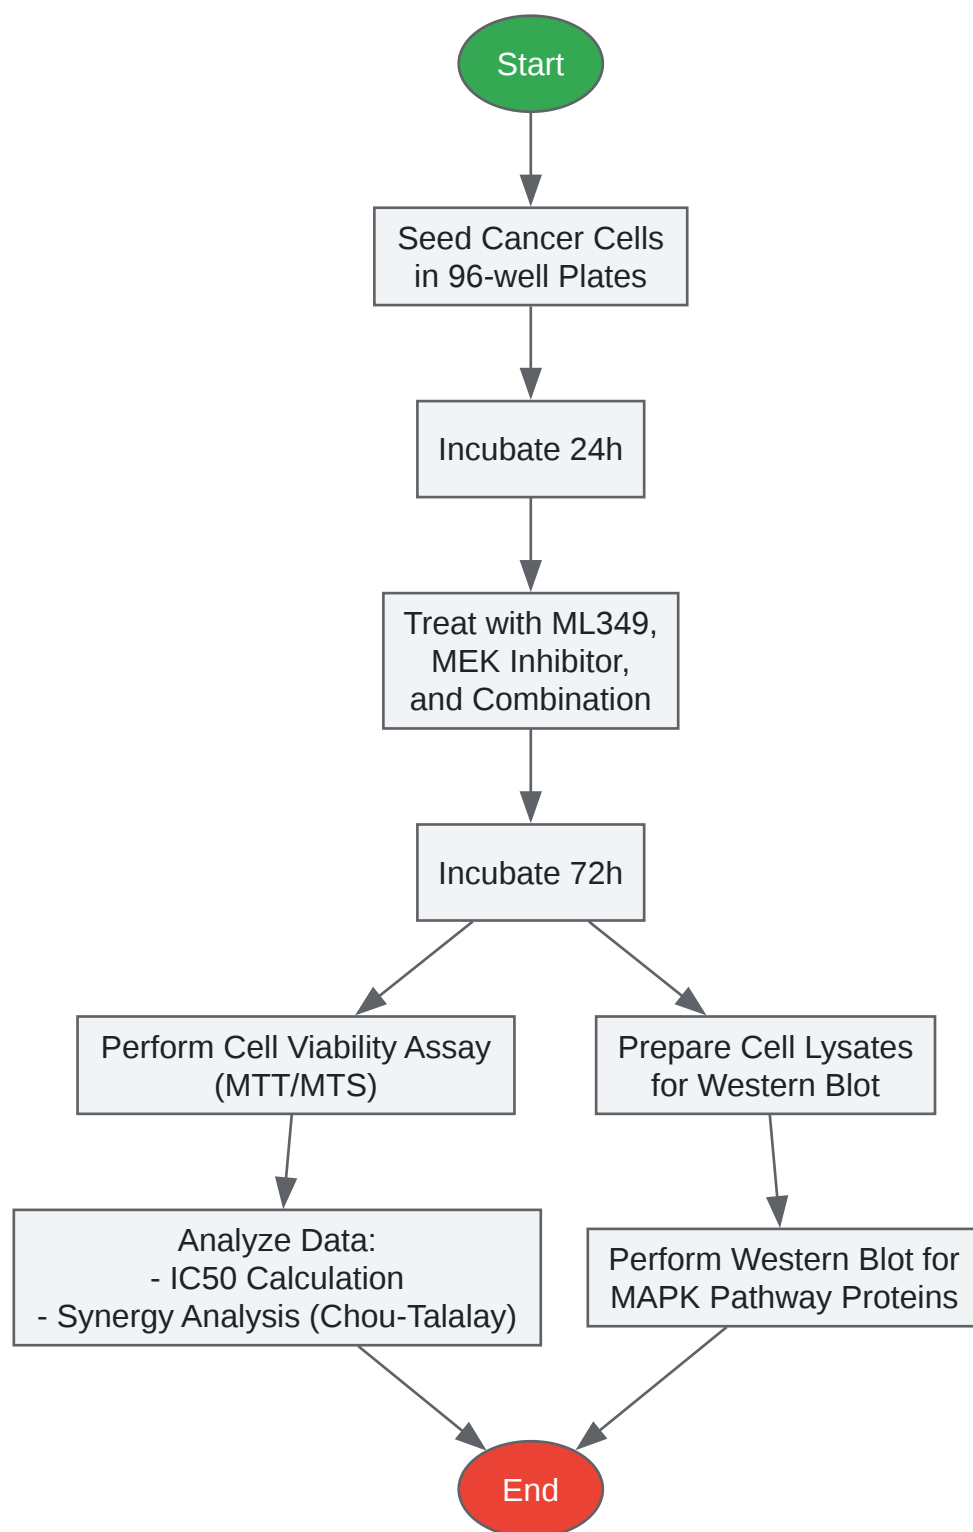 Start
Seed Cancer Cells
in 96-well Plates
Incubate 24h
Treat with ML349,
MEK Inhibitor,
and Combination
Incubate 72h
Perform Cell Viability Assay
(MTT/MTS)
Prepare Cell Lysates
for Western Blot
Analyze Data:
- IC50 Calculation
- Synergy Analysis (Chou-Talalay)
Perform Western Blot for
MAPK Pathway Proteins
End